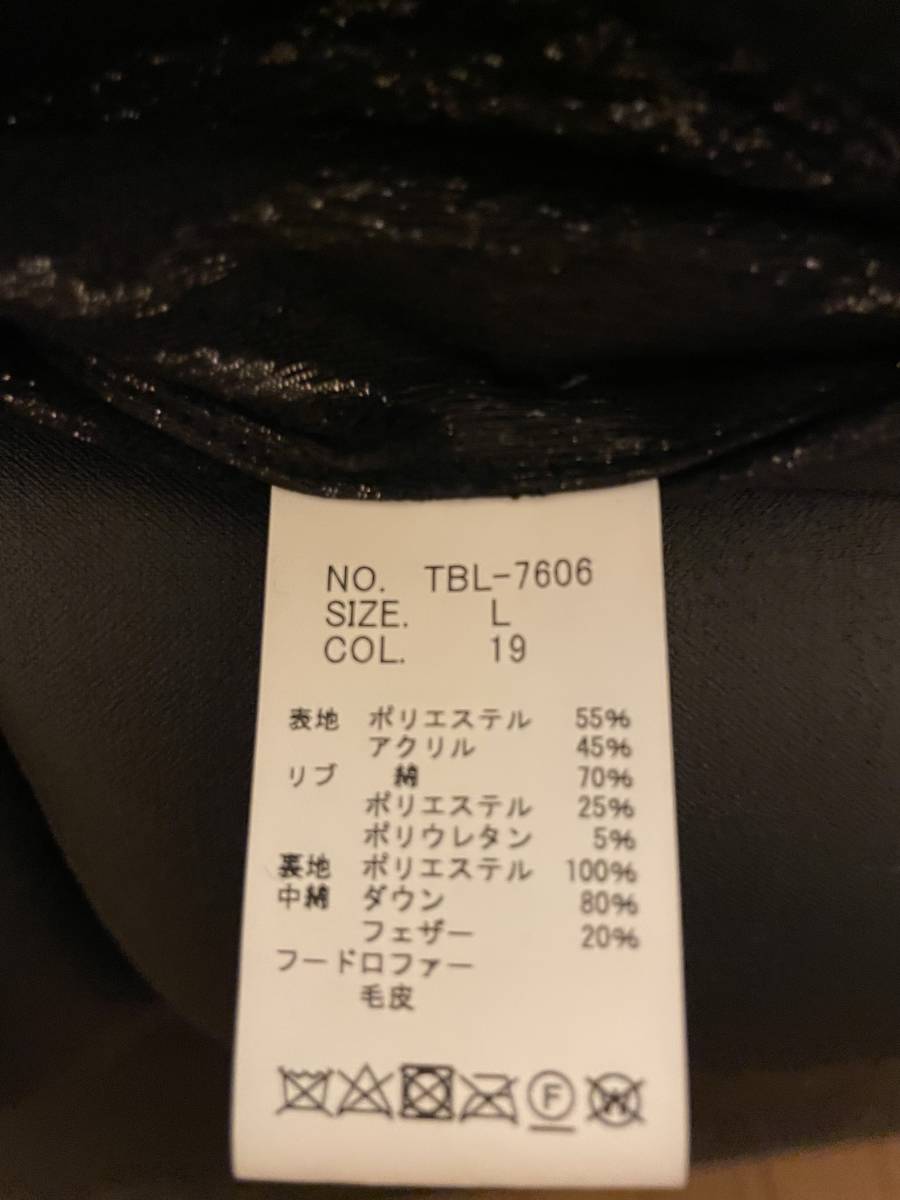 NO. TBL-7606
SIZE. L
COL. 19
表地 ポリエステル 55%
アクリル 45%
リブ 綿 70%
ポリエステル 25%
ポリウレタン 5%
裏地 ポリエステル 100%
中綿 ダウン 80%
フェザー 20%
フード口ファー
毛皮
F W